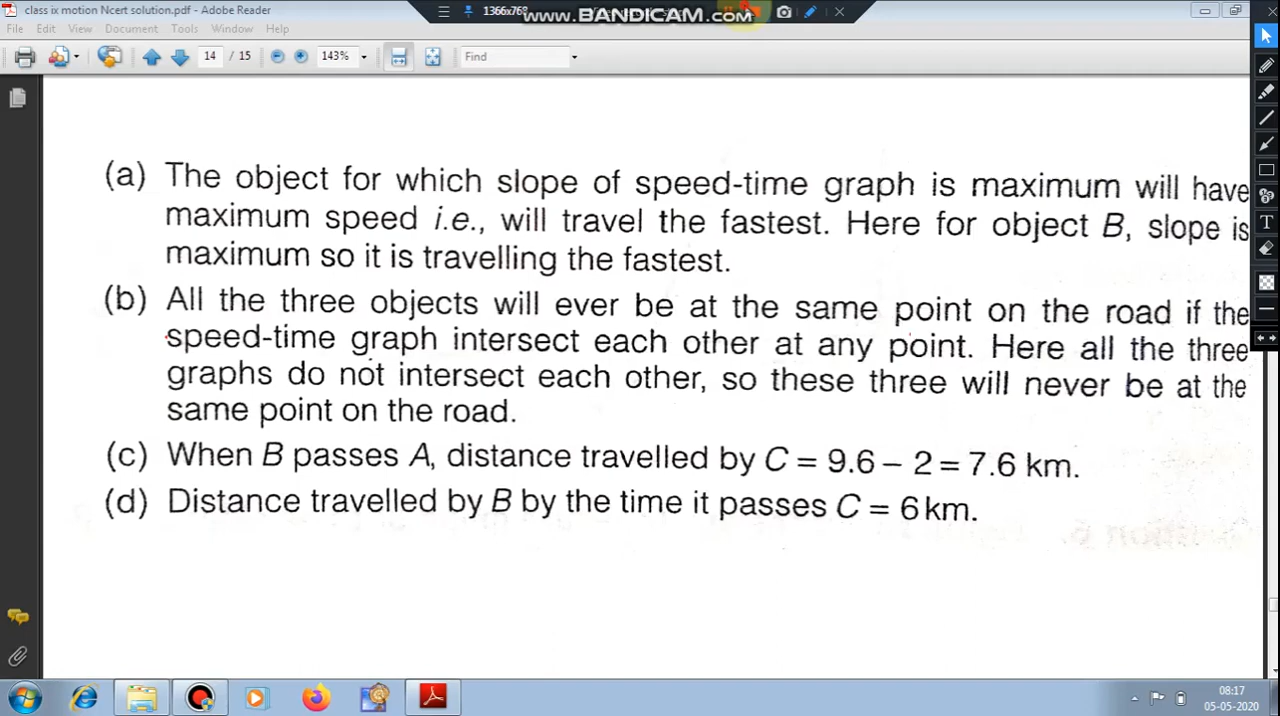 class ix motion Ncert solution.pdf - Adobe Reader
1366x768
www.BANDICAM.COM
File Edit View Document Tools Window Help
14 / 15 143% Find
(a) The object for which slope of speed-time graph is maximum will have
maximum speed i.e., will travel the fastest. Here for object B, slope is
maximum so it is travelling the fastest.
(b) All the three objects will ever be at the same point on the road if the
speed-time graph intersect each other at any point. Here all the three
graphs do not intersect each other, so these three will never be at the
same point on the road.
(c) When B passes A, distance travelled by C = 9.6 – 2 = 7.6 km.
(d) Distance travelled by B by the time it passes C = 6 km.
08:17
05-05-2020